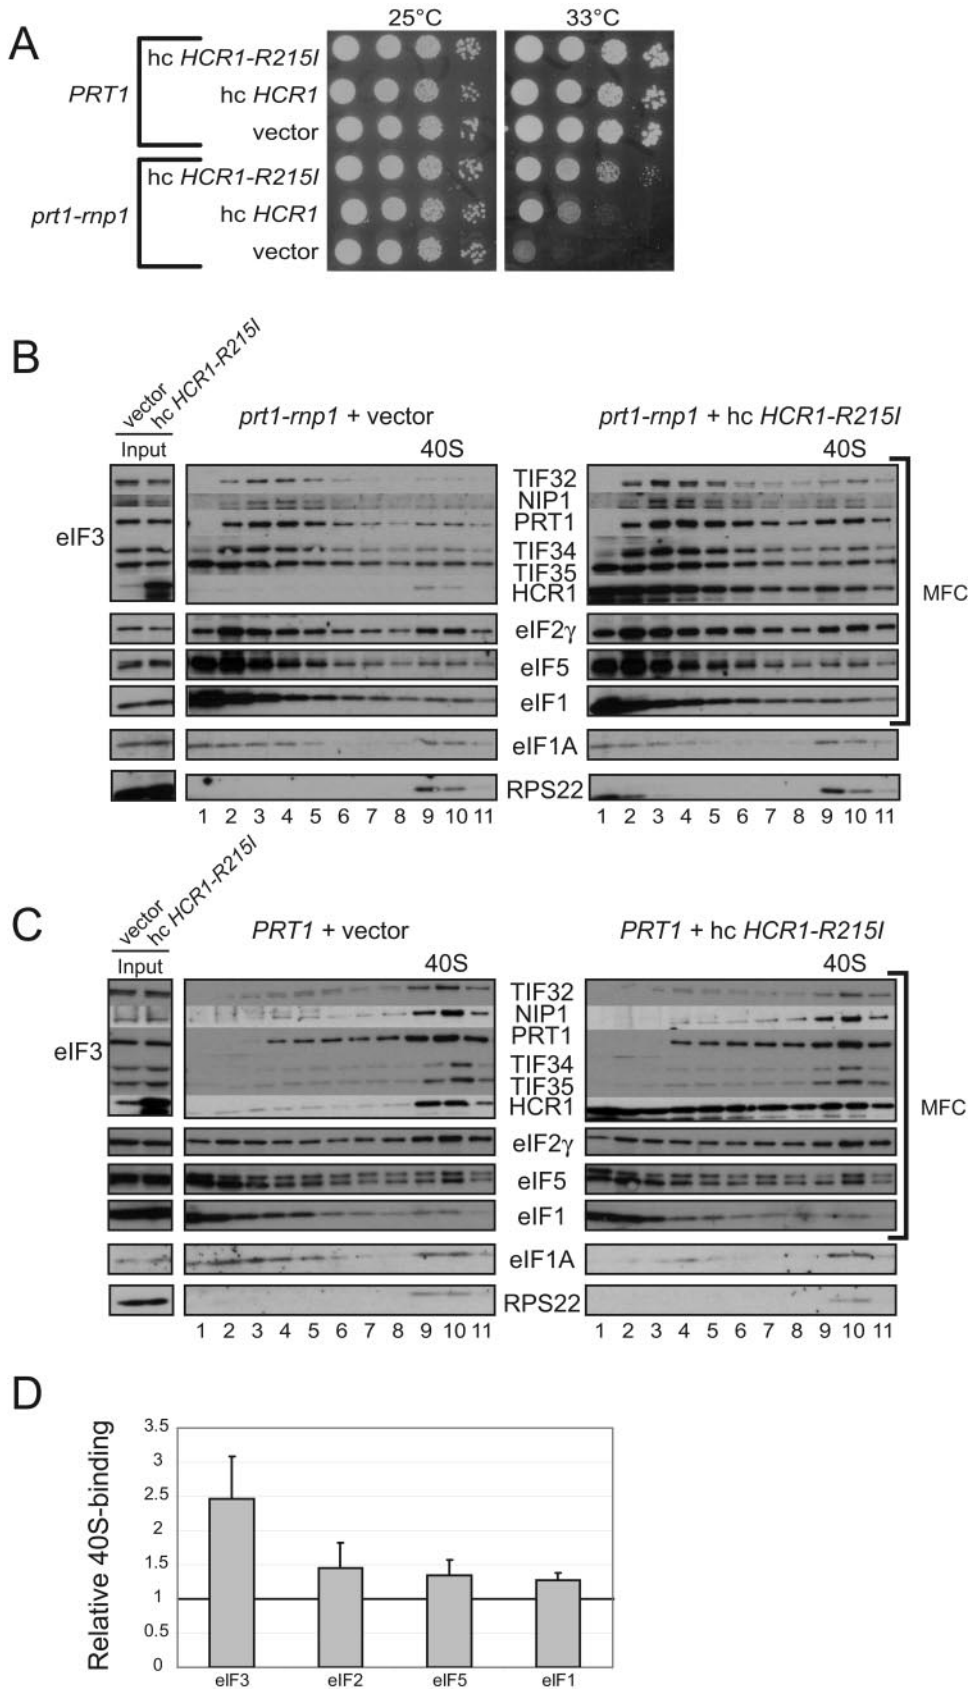 A
25°C 33°C
hc HCR1-R215I
PRT1 hc HCR1
vector
hc HCR1-R215I
prt1-rnp1 hc HCR1
vector
B
vector
hc HCR1-R215I
Input
prt1-rnp1 + vector
40S
prt1-rnp1 + hc HCR1-R215I
40S
eIF3
TIF32
NIP1
PRT1
TIF34
TIF35
HCR1
eIF2γ
eIF5
eIF1
MFC
eIF1A
RPS22
1 2 3 4 5 6 7 8 9 10 11 1 2 3 4 5 6 7 8 9 10 11
C
vector
hc HCR1-R215I
Input
PRT1 + vector
40S
PRT1 + hc HCR1-R215I
40S
eIF3
TIF32
NIP1
PRT1
TIF34
TIF35
HCR1
eIF2γ
eIF5
eIF1
MFC
eIF1A
RPS22
1 2 3 4 5 6 7 8 9 10 11 1 2 3 4 5 6 7 8 9 10 11
D
Relative 40S-binding
3.5
3
2.5
2
1.5
1
0.5
0
eIF3 eIF2 eIF5 eIF1